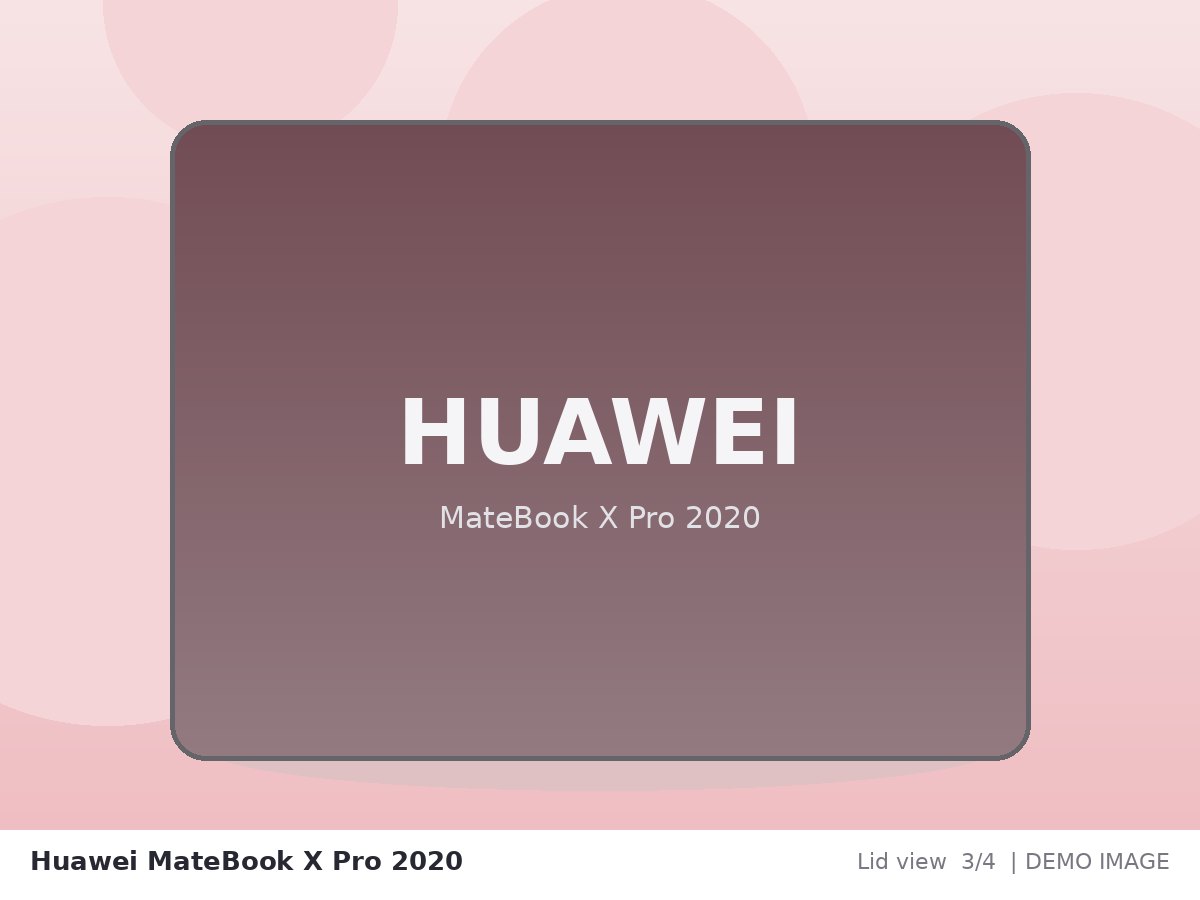 HUAWEI
MateBook X Pro 2020
Huawei MateBook X Pro 2020
Lid view 3/4 | DEMO IMAGE